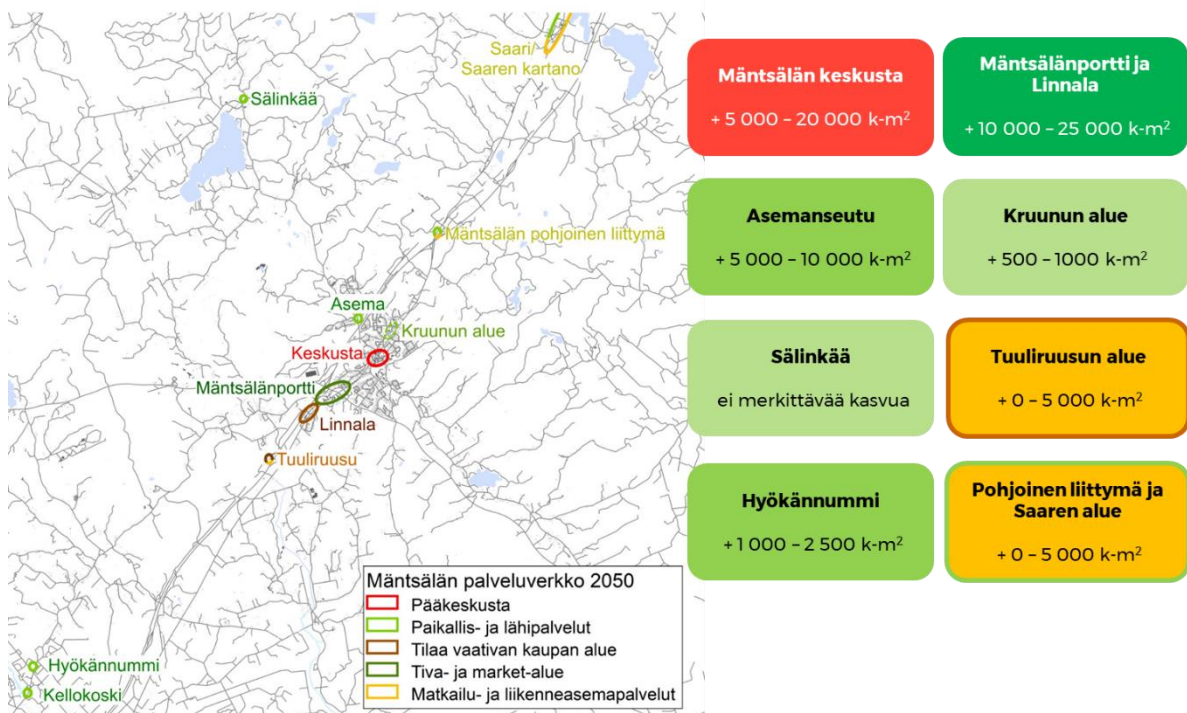 Saari/
Saaren kartano
Sälinkää
Mäntsälän pohjoinen liittymä
Asema
Kruunun alue
Keskusta
Mäntsälänportti
Linnala
Tuuliruusu
Hyökännummi
Kellokoski
Mäntsälän palveluverkko 2050
Pääkeskusta
Paikallis- ja lähipalvelut
Tilaa vaativan kaupan alue
Tiva- ja market-alue
Matkailu- ja liikenneasemapalvelut
Mäntsälän keskusta
+ 5 000 – 20 000 k-m²
Mäntsälänportti ja
Linnala
+ 10 000 – 25 000 k-m²
Asemanseutu
+ 5 000 – 10 000 k-m²
Kruunun alue
+ 500 – 1000 k-m²
Sälinkää
ei merkittävää kasvua
Tuuliruusun alue
+ 0 – 5 000 k-m²
Hyökännummi
+ 1 000 – 2 500 k-m²
Pohjoinen liittymä ja
Saaren alue
+ 0 – 5 000 k-m²